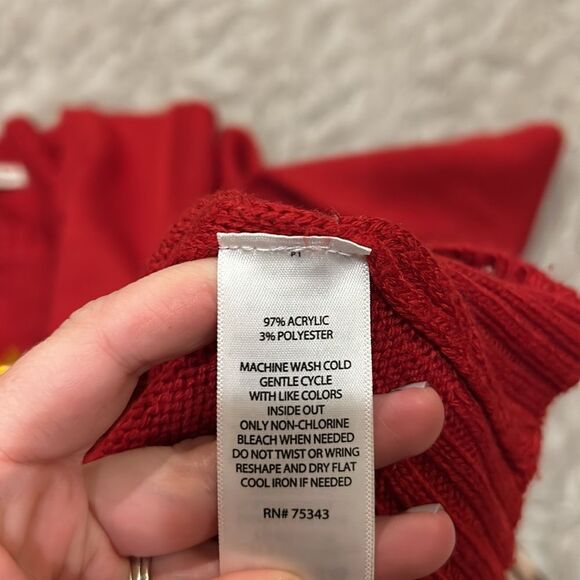 P1
97% ACRYLIC
3% POLYESTER
MACHINE WASH COLD
GENTLE CYCLE
WITH LIKE COLORS
INSIDE OUT
ONLY NON-CHLORINE
BLEACH WHEN NEEDED
DO NOT TWIST OR WRING
RESHAPE AND DRY FLAT
COOL IRON IF NEEDED
RN# 75343